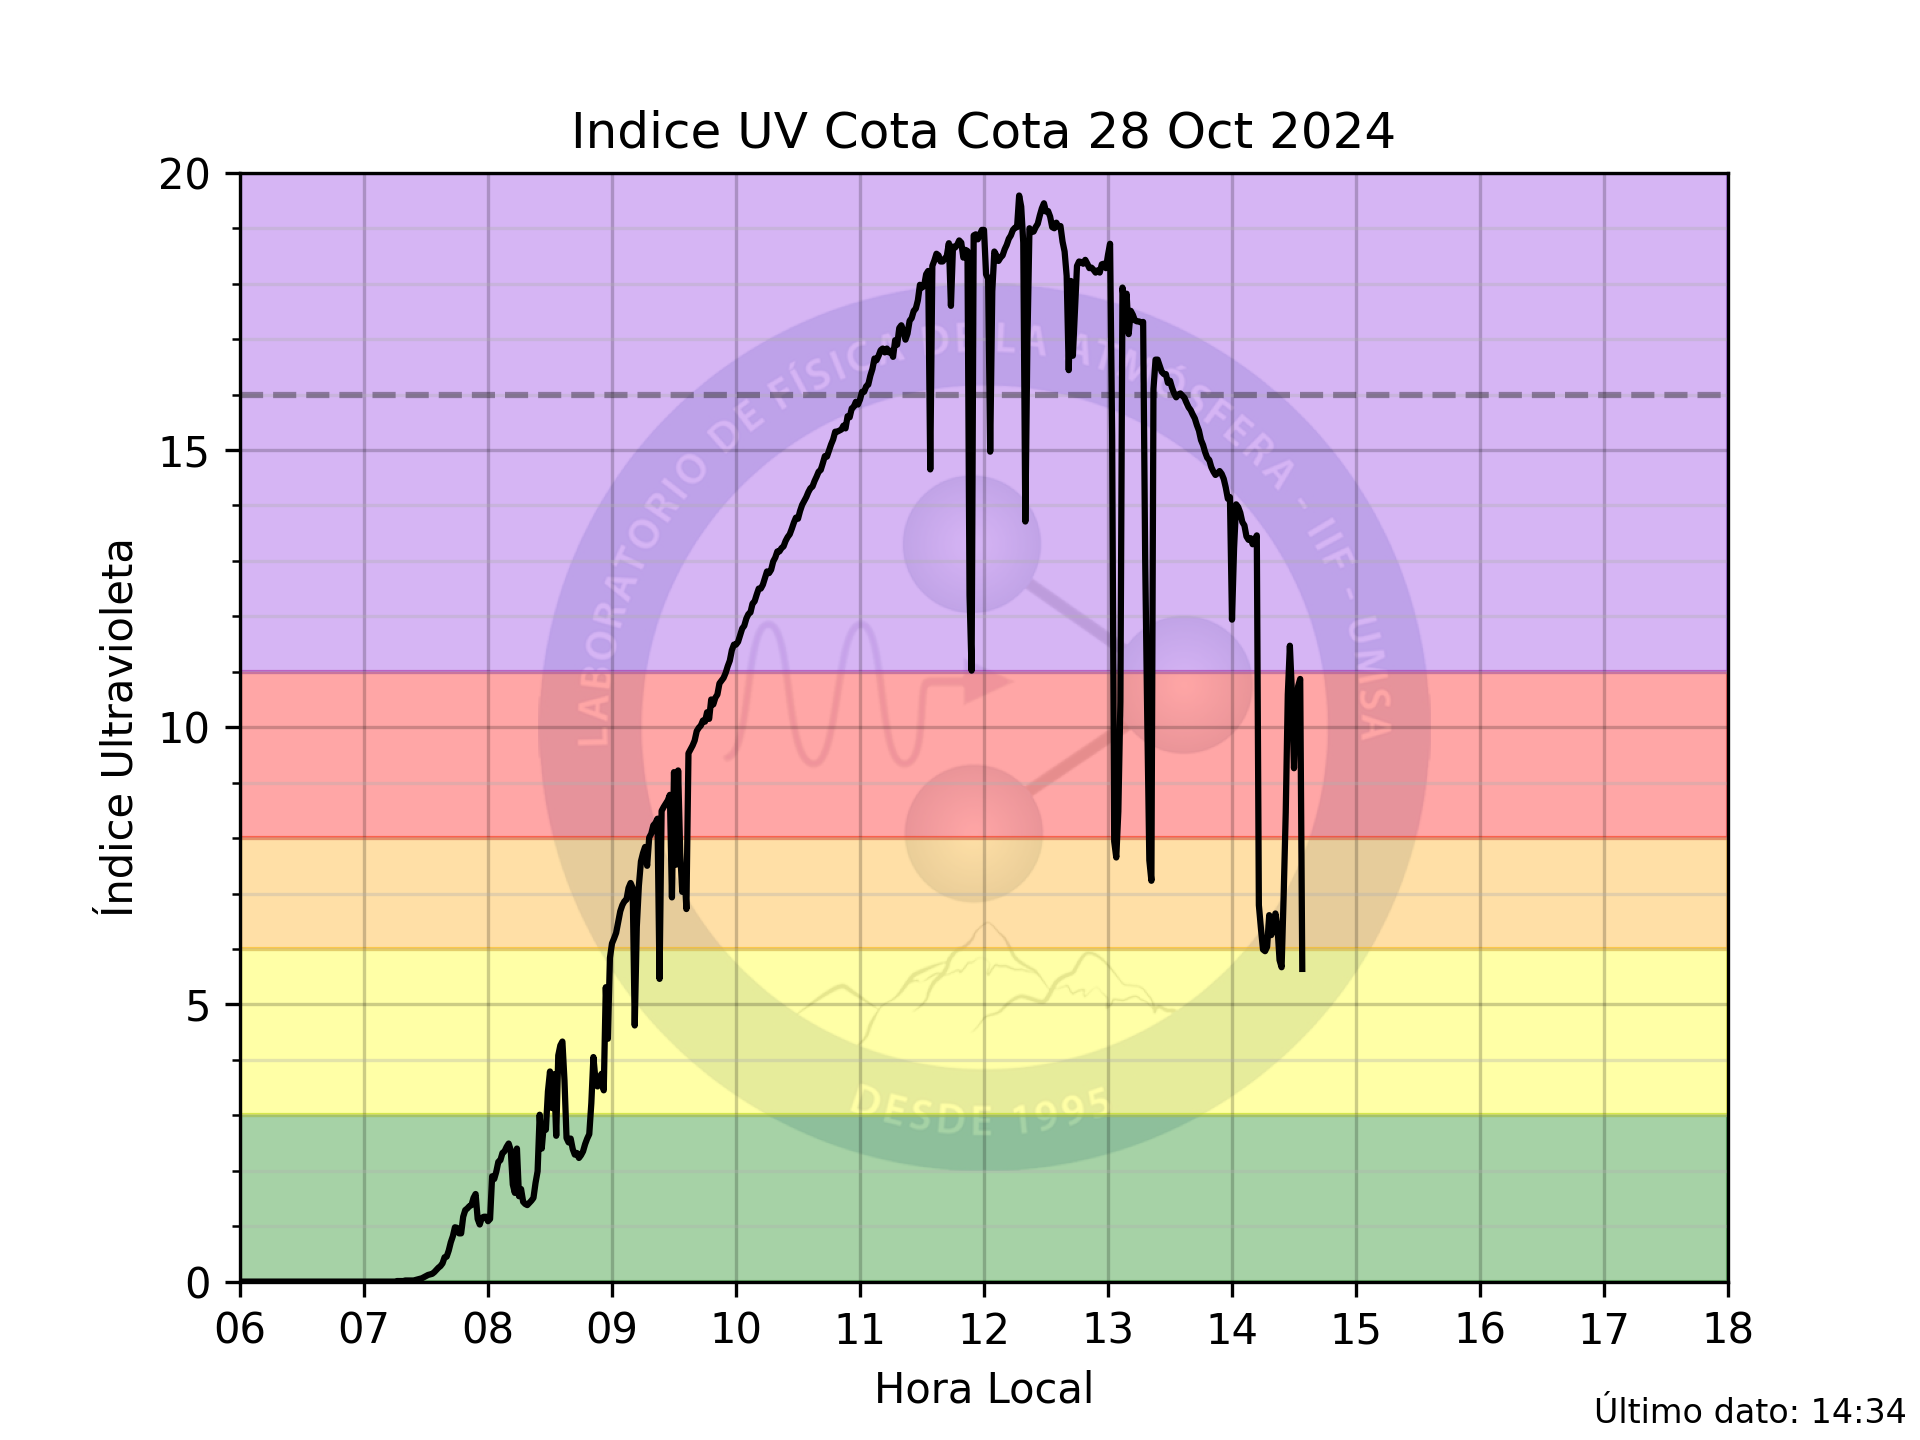 Indice UV Cota Cota 28 Oct 2024
20
15
10
5
0
Índice Ultravioleta
LABORATORIO DE FÍSICA DE LA ATMÓSFERA - IIF - UMSA
DESDE 1995
06 07 08 09 10 11 12 13 14 15 16 17 18
Hora Local
Último dato: 14:34